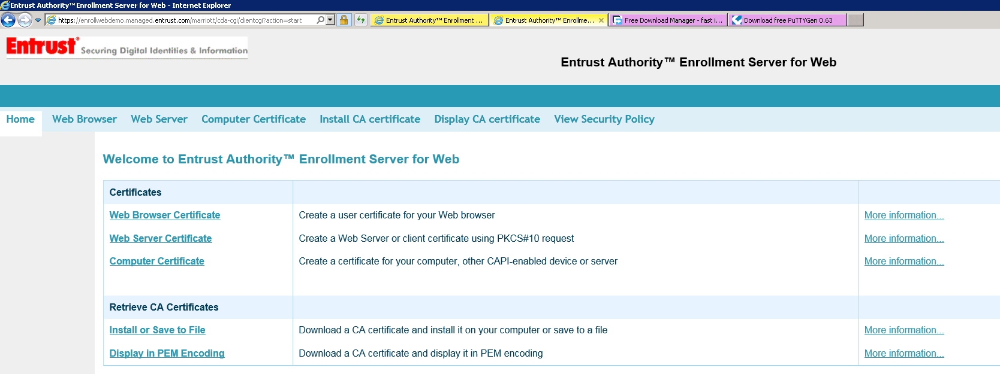 Entrust Authority™ Enrollment Server for Web - Internet Explorer
https://enrollwebdemo.managed.entrust.com/marriott/cda-cgi/clientcgi?action=start
Entrust Authority™ Enrollment ...
Entrust Authority™ Enrollme...
Free Download Manager - fast i...
Download free PuTTYGen 0.63
Entrust® Securing Digital Identities & Information
Entrust Authority™ Enrollment Server for Web
Home Web Browser Web Server Computer Certificate Install CA certificate Display CA certificate View Security Policy
Welcome to Entrust Authority™ Enrollment Server for Web
Certificates
Web Browser Certificate Create a user certificate for your Web browser More information...
Web Server Certificate Create a Web Server or client certificate using PKCS#10 request More information...
Computer Certificate Create a certificate for your computer, other CAPI-enabled device or server More information...
Retrieve CA Certificates
Install or Save to File Download a CA certificate and install it on your computer or save to a file More information...
Display in PEM Encoding Download a CA certificate and display it in PEM encoding More information...